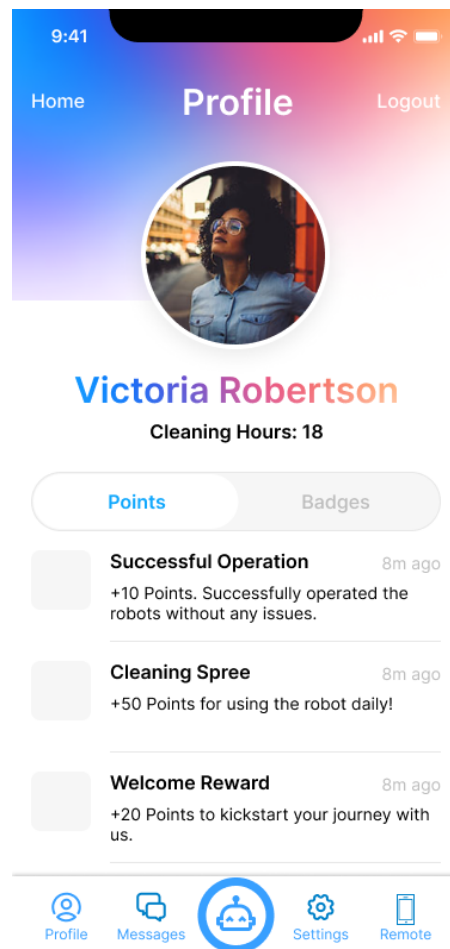 9:41
Home
Profile
Logout
Victoria Robertson
Cleaning Hours: 18
Points
Badges
Successful Operation
8m ago
+10 Points. Successfully operated the
robots without any issues.
Cleaning Spree
8m ago
+50 Points for using the robot daily!
Welcome Reward
8m ago
+20 Points to kickstart your journey with
us.
Profile
Messages
Settings
Remote